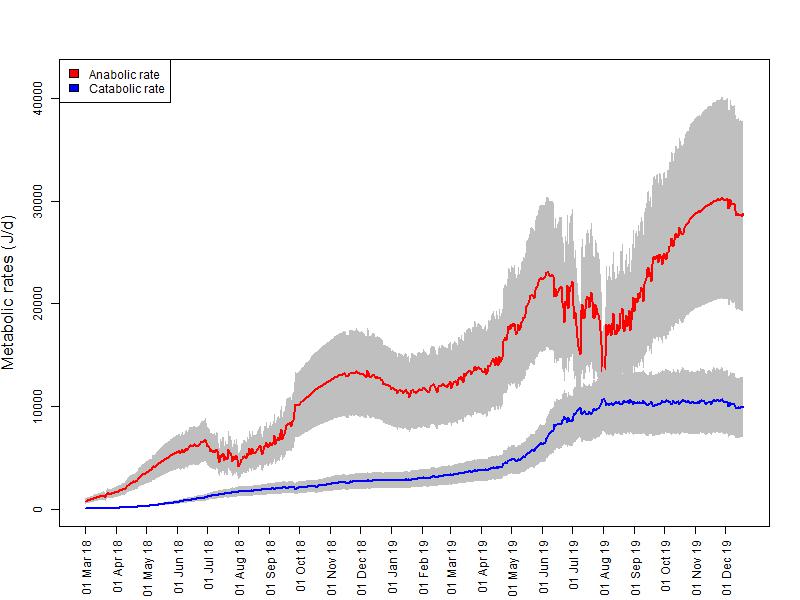 Anabolic rate
Catabolic rate
Metabolic rates (J/d)
40000
30000
20000
10000
0
01 Mar 18
01 Apr 18
01 May 18
01 Jun 18
01 Jul 18
01 Aug 18
01 Sep 18
01 Oct 18
01 Nov 18
01 Dec 18
01 Jan 19
01 Feb 19
01 Mar 19
01 Apr 19
01 May 19
01 Jun 19
01 Jul 19
01 Aug 19
01 Sep 19
01 Oct 19
01 Nov 19
01 Dec 19